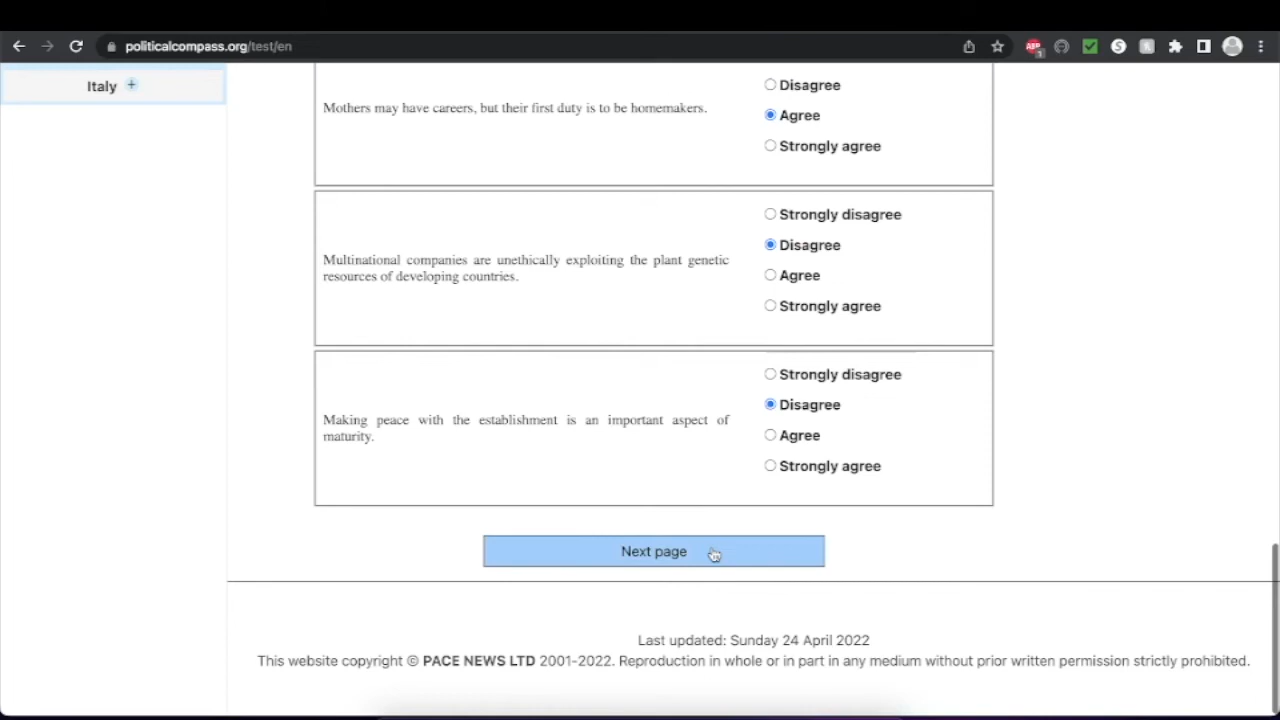 politicalcompass.org/test/en
ABP
1
S
Italy +
Disagree
Mothers may have careers, but their first duty is to be homemakers.
Agree
Strongly agree
Strongly disagree
Disagree
Multinational companies are unethically exploiting the plant genetic
resources of developing countries.
Agree
Strongly agree
Strongly disagree
Disagree
Making peace with the establishment is an important aspect of
maturity.
Agree
Strongly agree
Next page
Last updated: Sunday 24 April 2022
This website copyright © PACE NEWS LTD 2001-2022. Reproduction in whole or in part in any medium without prior written permission strictly prohibited.